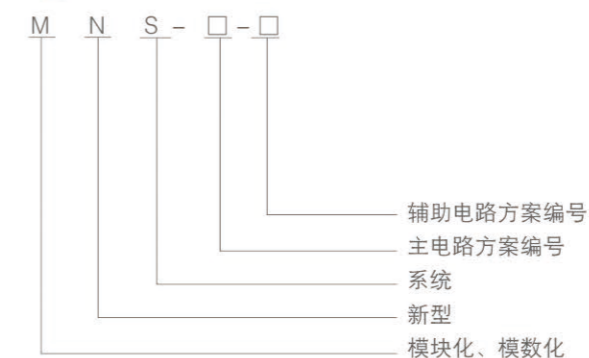 M N S - □ - □
辅助电路方案编号
主电路方案编号
系统
新型
模块化、模数化